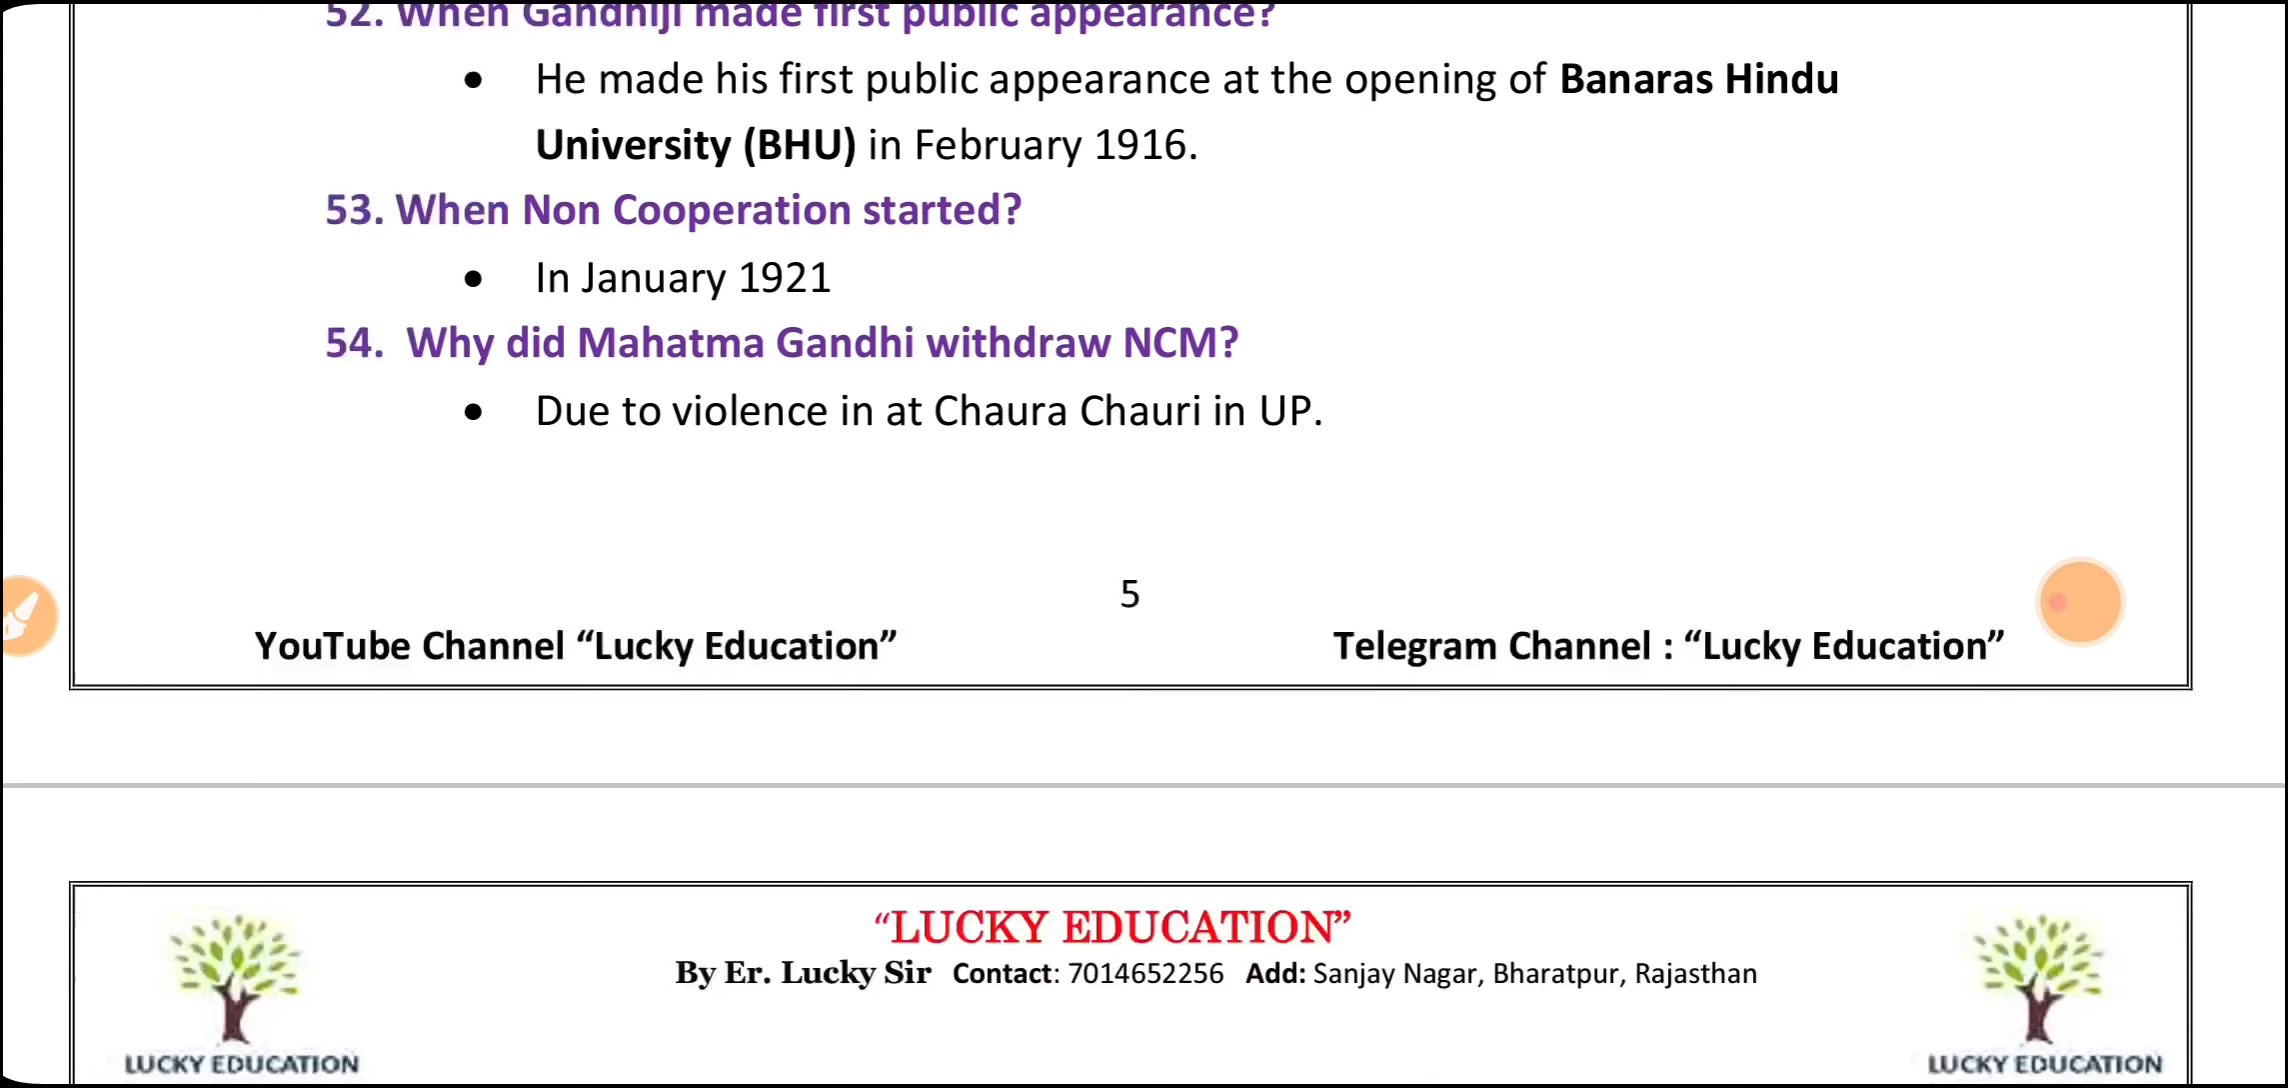 52. When Gandhiji made first public appearance?
• He made his first public appearance at the opening of Banaras Hindu
University (BHU) in February 1916.
53. When Non Cooperation started?
• In January 1921
54. Why did Mahatma Gandhi withdraw NCM?
• Due to violence in at Chaura Chauri in UP.
5
YouTube Channel “Lucky Education”
Telegram Channel : “Lucky Education”
“LUCKY EDUCATION”
By Er. Lucky Sir Contact: 7014652256 Add: Sanjay Nagar, Bharatpur, Rajasthan
LUCKY EDUCATION
LUCKY EDUCATION